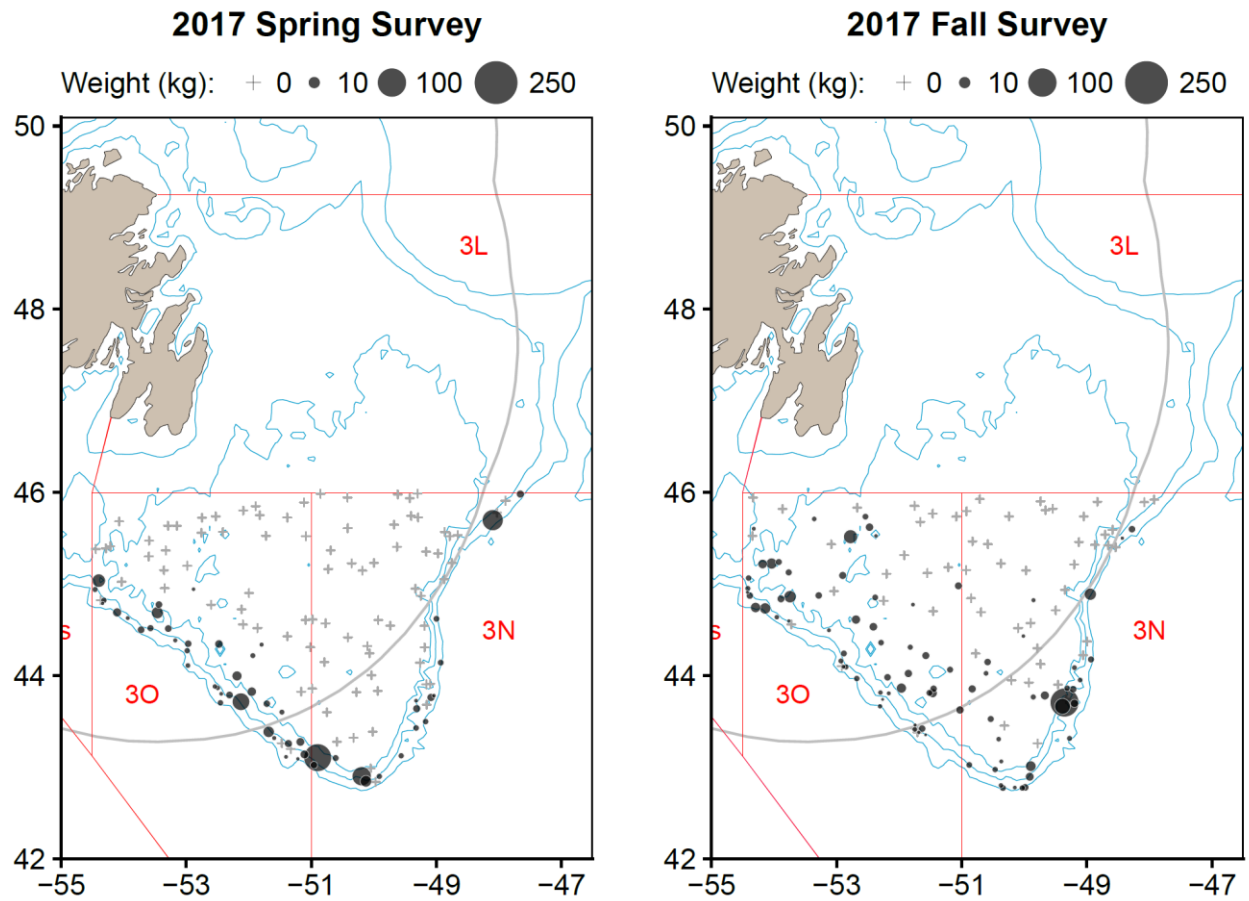 2017 Spring Survey
Weight (kg): + 0 10 100 250
50
48
46
44
42
−55 −53 −51 −49 −47
3L
3N
3O
s
2017 Fall Survey
Weight (kg): + 0 10 100 250
50
48
46
44
42
−55 −53 −51 −49 −47
3L
3N
3O
s